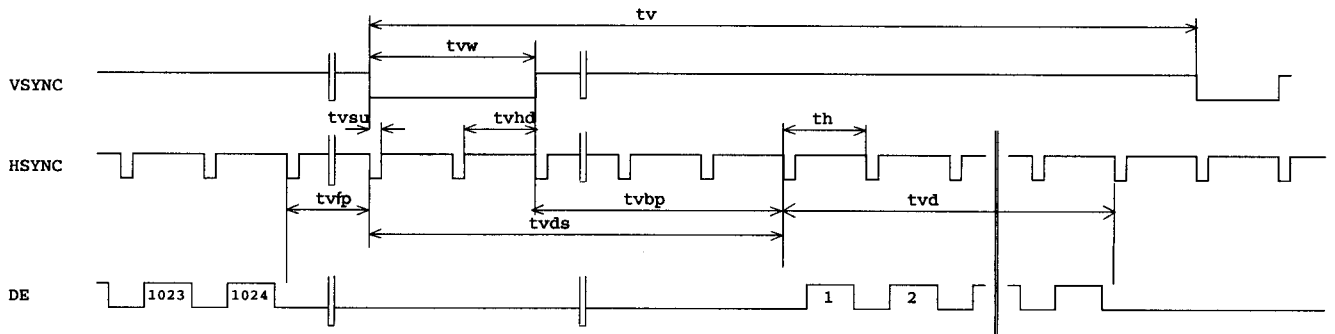 tv
tvw
VSYNC
tvsu
tvhd
th
HSYNC
tvfp
tvbp
tvd
tvds
DE
1023
1024
1
2